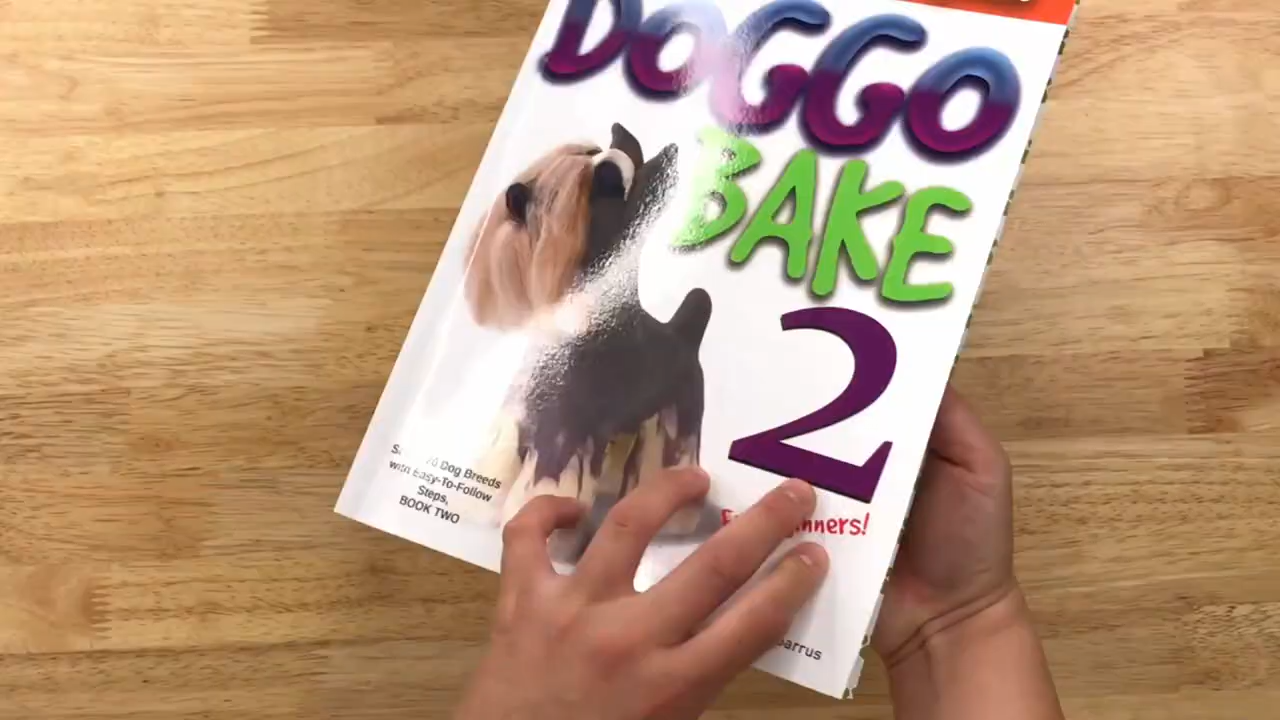 DOGGO
BAKE
2
Dog Breeds
with Easy-To-Follow
Steps,
BOOK TWO